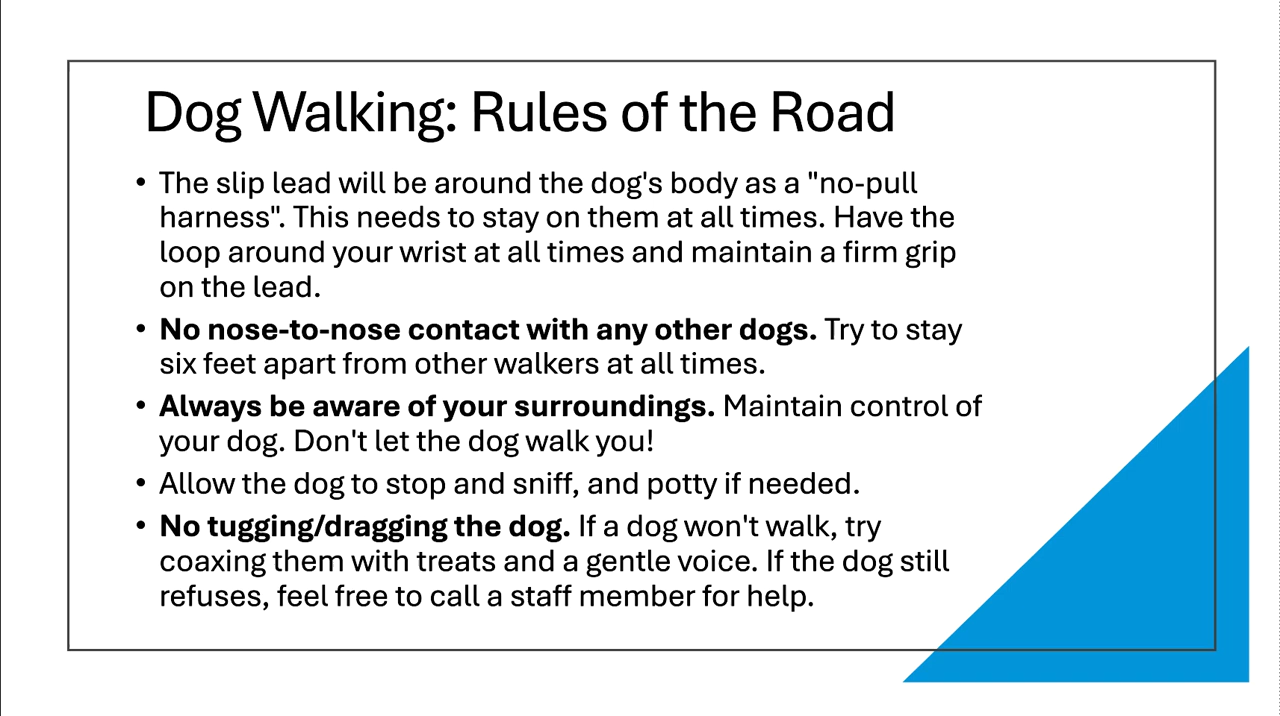 Dog Walking: Rules of the Road
• The slip lead will be around the dog's body as a "no-pull
harness". This needs to stay on them at all times. Have the
loop around your wrist at all times and maintain a firm grip
on the lead.
• No nose-to-nose contact with any other dogs. Try to stay
six feet apart from other walkers at all times.
• Always be aware of your surroundings. Maintain control of
your dog. Don't let the dog walk you!
• Allow the dog to stop and sniff, and potty if needed.
• No tugging/dragging the dog. If a dog won't walk, try
coaxing them with treats and a gentle voice. If the dog still
refuses, feel free to call a staff member for help.